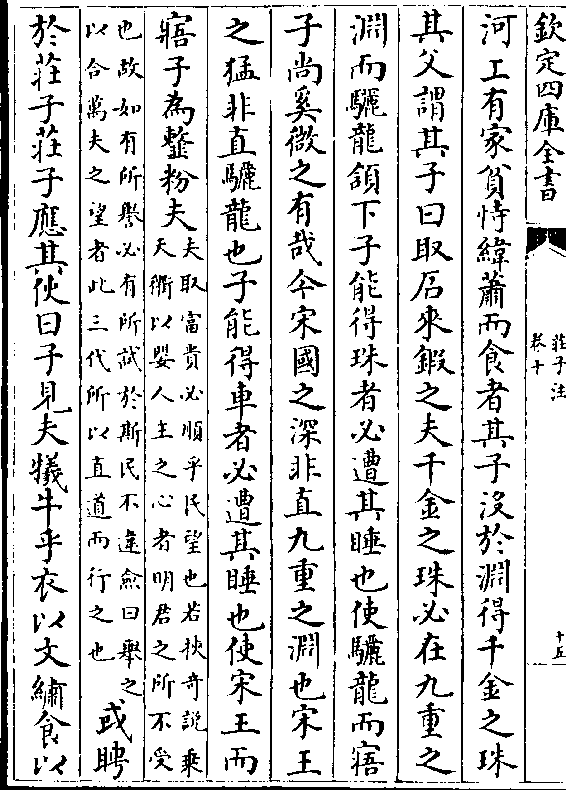 欽定四庫全書
莊子注
卷十
十五
河上有家貧恃緯蕭而食者其子沒於淵得千金之珠
其父謂其子曰取石來鍛之夫千金之珠必在九重之
淵而驪龍頷下子能得珠者必遭其睡也使驪龍而寤
子尚奚微之有哉今宋國之深非直九重之淵也宋王
之猛非直驪龍也子能得車者必遭其睡也使宋王而
寤子為韲粉夫
夫取富貴必順乎民望也若挾奇說乘
天衢以嬰人主之心者明君之所不受
也故如有所譽必有所試於斯民不違僉曰舉之
以合萬夫之望者此三代所以直道而行之也
或聘
於莊子莊子應其使曰子見夫犧牛乎衣以文繡食以